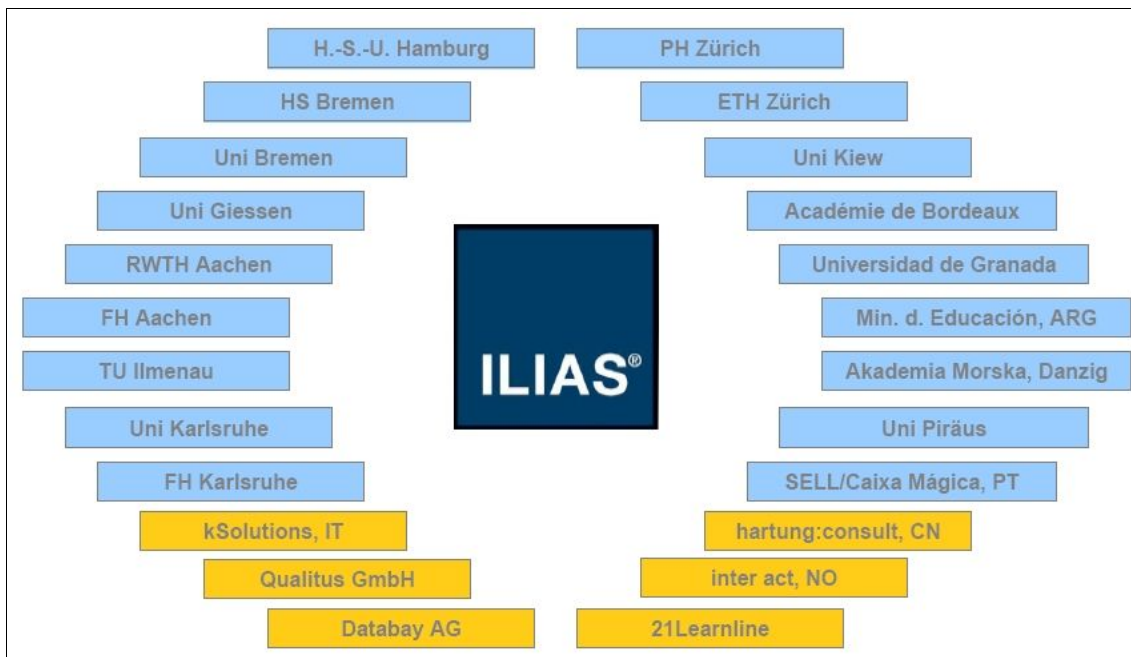 H.-S.-U. Hamburg
PH Zürich
HS Bremen
ETH Zürich
Uni Bremen
Uni Kiew
Uni Giessen
Académie de Bordeaux
RWTH Aachen
Universidad de Granada
FH Aachen
Min. d. Educación, ARG
ILIAS®
TU Ilmenau
Akademia Morska, Danzig
Uni Karlsruhe
Uni Piräus
FH Karlsruhe
SELL/Caixa Mágica, PT
kSolutions, IT
hartung:consult, CN
Qualitus GmbH
inter act, NO
Databay AG
21Learnline